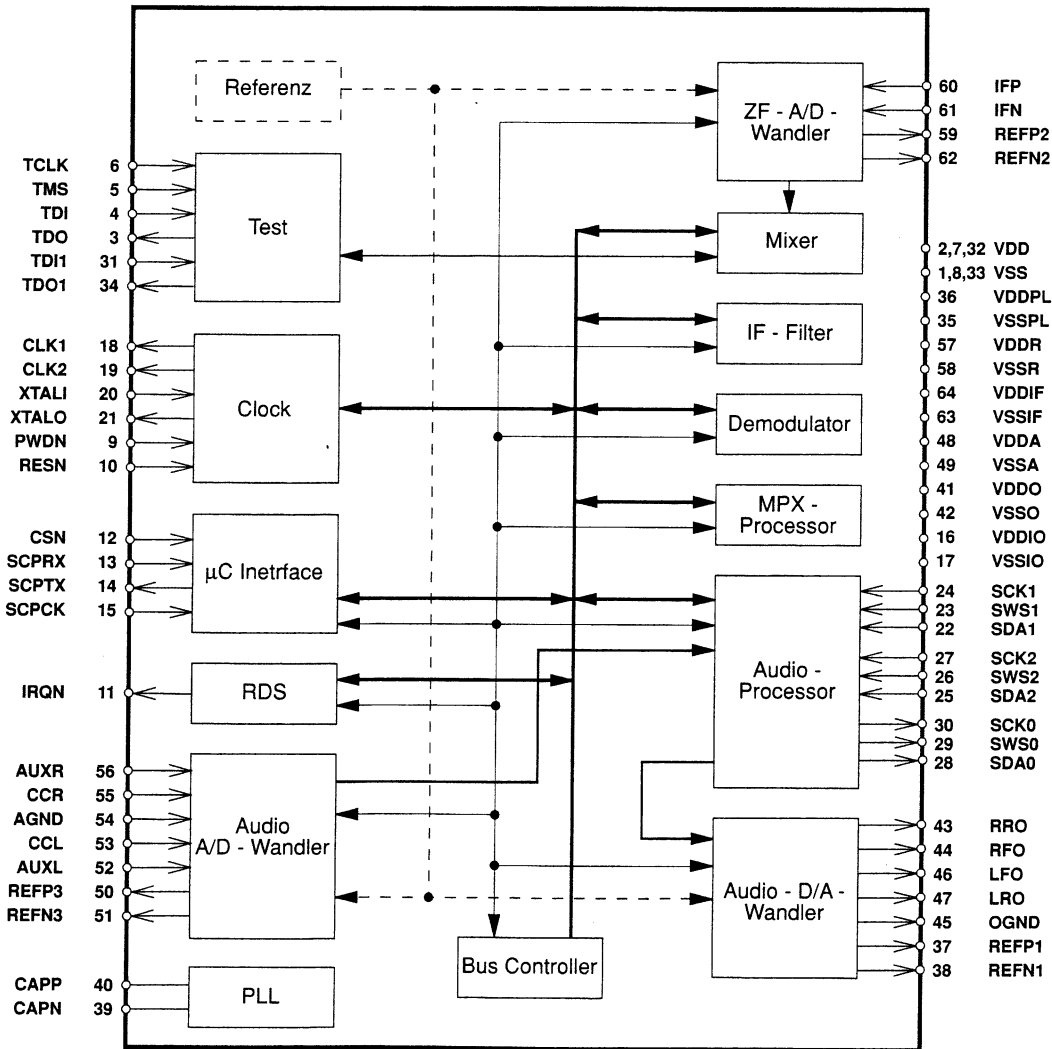 Referenz
ZF - A/D -
Wandler
60 IFP
61 IFN
59 REFP2
62 REFN2
TCLK 6
TMS 5
TDI 4
TDO 3
TDI1 31
TDO1 34
Test
Mixer
2,7,32 VDD
1,8,33 VSS
36 VDDPL
35 VSSPL
57 VDDR
58 VSSR
64 VDDIF
63 VSSIF
48 VDDA
49 VSSA
41 VDDO
42 VSSO
16 VDDIO
17 VSSIO
IF - Filter
CLK1 18
CLK2 19
XTALI 20
XTALO 21
PWDN 9
RESN 10
Clock
Demodulator
MPX -
Processor
CSN 12
SCPRX 13
SCPTX 14
SCPCK 15
µC Inetrface
Audio -
Processor
24 SCK1
23 SWS1
22 SDA1
27 SCK2
26 SWS2
25 SDA2
30 SCK0
29 SWS0
28 SDA0
IRQN 11
RDS
AUXR 56
CCR 55
AGND 54
CCL 53
AUXL 52
REFP3 50
REFN3 51
Audio
A/D - Wandler
Audio - D/A -
Wandler
43 RRO
44 RFO
46 LFO
47 LRO
45 OGND
37 REFP1
38 REFN1
Bus Controller
CAPP 40
CAPN 39
PLL